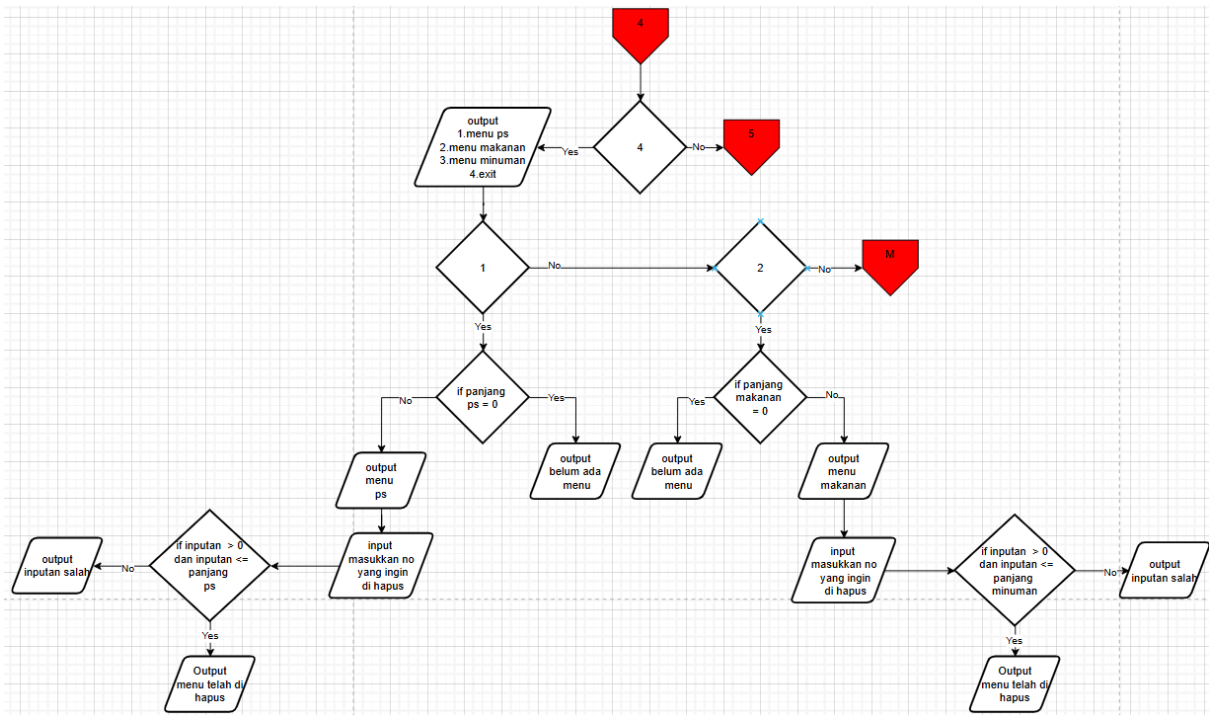 4
4
Yes
No
5
output
1.menu ps
2.menu makanan
3.menu minuman
4.exit
1
No
2
No
M
Yes
Yes
if panjang
ps = 0
No
Yes
if panjang
makanan
= 0
Yes
No
output
menu
ps
output
belum ada
menu
output
belum ada
menu
output
menu
makanan
output
inputan salah
No
if inputan > 0
dan inputan <=
panjang
ps
input
masukkan no
yang ingin
di hapus
input
masukkan no
yang ingin
di hapus
if inputan > 0
dan inputan <=
panjang
minuman
No
output
inputan salah
Yes
Yes
Output
menu telah di
hapus
Output
menu telah di
hapus